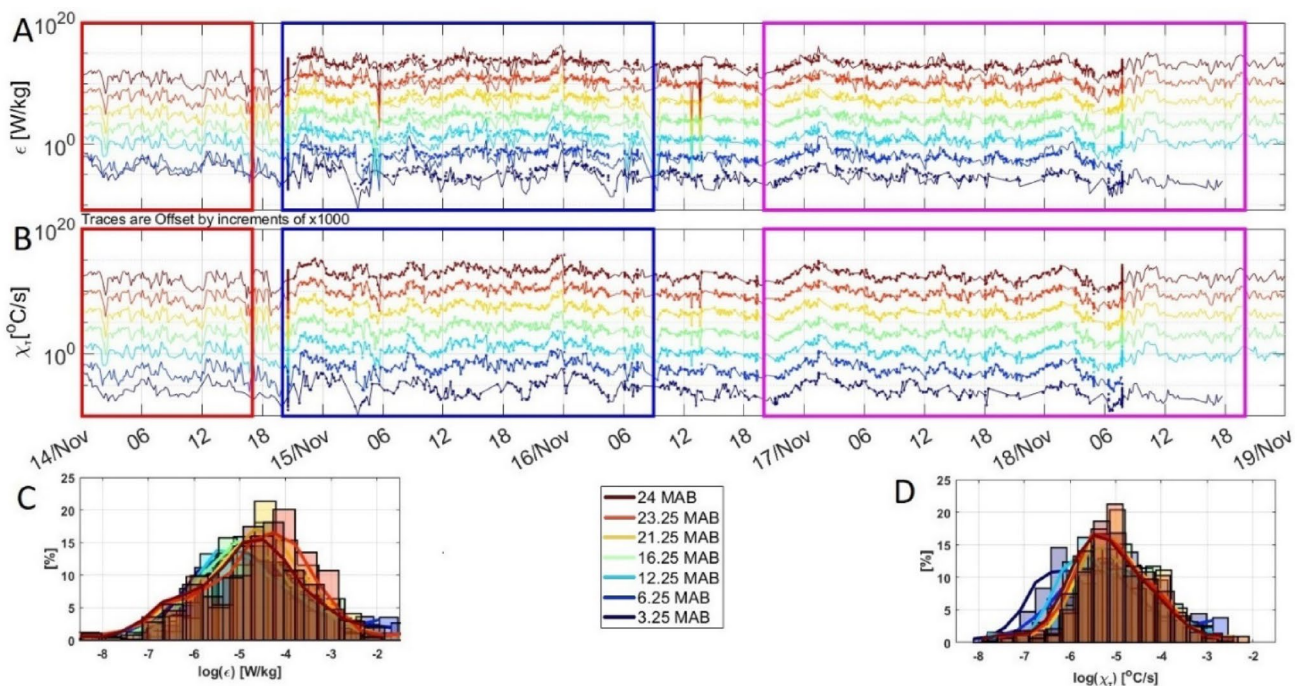 A
10^20
10^0
ϵ [W/kg]
Traces are Offset by increments of x1000
B
10^20
10^0
χ_τ[°C/s]
14/Nov 06 12 18 15/Nov 06 12 18 16/Nov 06 12 18 17/Nov 06 12 18 18/Nov 06 12 18 19/Nov
C
25
20
15
10
5
0
[%]
-8 -7 -6 -5 -4 -3 -2
log(ϵ) [W/kg]
24 MAB
23.25 MAB
21.25 MAB
16.25 MAB
12.25 MAB
6.25 MAB
3.25 MAB
D
25
20
15
10
5
0
[%]
-8 -7 -6 -5 -4 -3 -2
log(χ_τ) [°C/s]